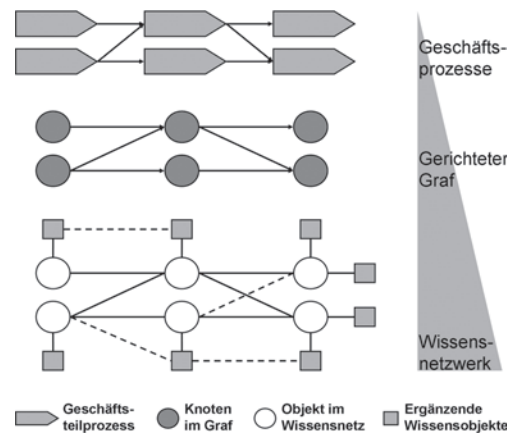 Geschäfts-
prozesse
Gerichteter
Graf
Wissens-
netzwerk
Geschäfts-
teilprozess
Knoten
im Graf
Objekt im
Wissensnetz
Ergänzende
Wissensobjekte